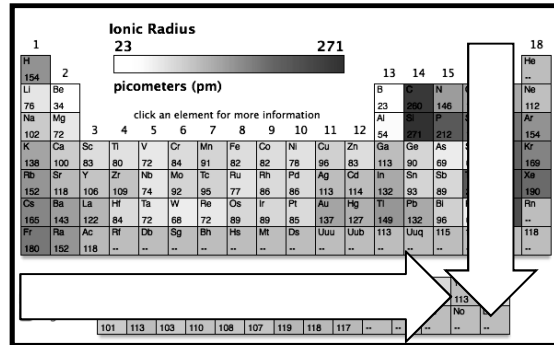 Ionic Radius
1 23 271 18
H He
154 2 picometers (pm) 13 14 15 --
Li Be B C N Ne
76 34 23 260 146 112
click an element for more information
Na Mg Al Si P Ar
102 72 3 4 5 6 7 8 9 10 11 12 54 271 212 154
K Ca Sc Ti V Cr Mn Fe Co Ni Cu Zn Ga Ge As Kr
138 100 83 80 72 84 91 82 82 78 96 83 113 90 69 169
Rb Sr Y Zr Nb Mo Tc Ru Rh Pd Ag Cd In Sn Sb Xe
152 118 106 109 74 92 95 77 86 86 113 114 132 93 89 190
Cs Ba La Hf Ta W Re Os Ir Pt Au Hg Tl Pb Bi Rn
165 143 122 84 72 68 72 89 89 85 137 127 149 132 96 --
Fr Ra Ac Rf Db Sg Bh Hs Mt Ds Uuu Uub 113 Uuq 115 118
180 152 118 -- -- -- -- -- -- -- -- -- -- -- -- --
113
No
101 113 103 110 108 107 119 118 117 -- -- -- --